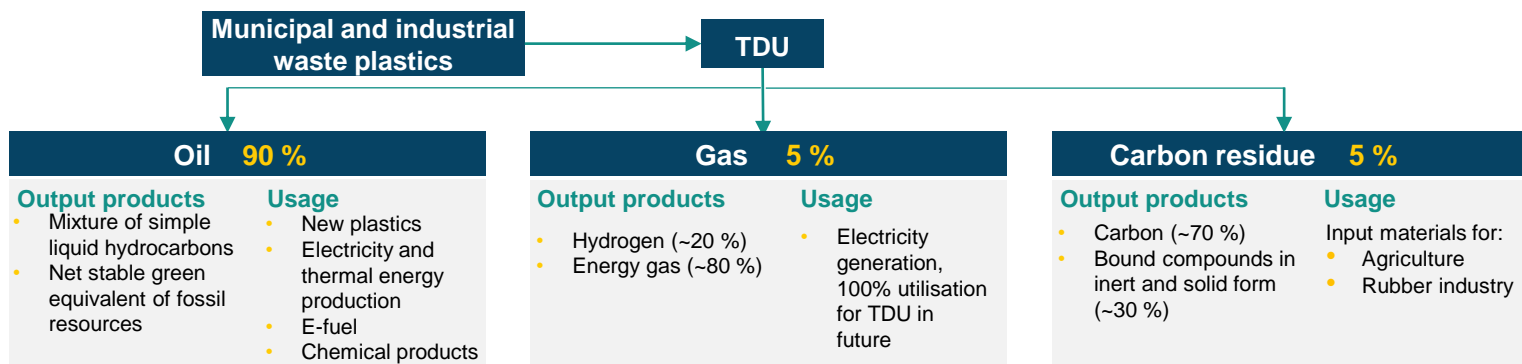 Municipal and industrial
waste plastics
TDU
Oil 90 %
Output products
Mixture of simple
liquid hydrocarbons
Net stable green
equivalent of fossil
resources
Usage
New plastics
Electricity and
thermal energy
production
E-fuel
Chemical products
Gas 5 %
Output products
Hydrogen (~20 %)
Energy gas (~80 %)
Usage
Electricity
generation,
100% utilisation
for TDU in
future
Carbon residue 5 %
Output products
Carbon (~70 %)
Bound compounds in
inert and solid form
(~30 %)
Usage
Input materials for:
Agriculture
Rubber industry